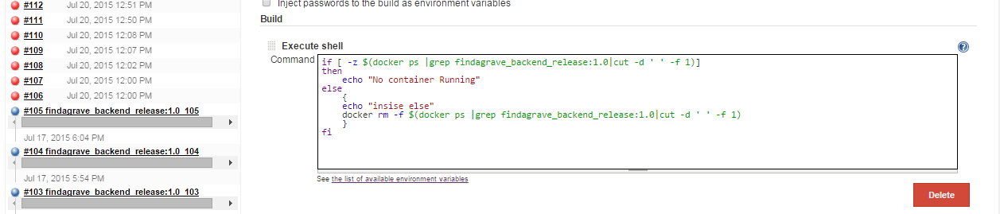 #112 Jul 20, 2015 12:51 PM
#111 Jul 20, 2015 12:50 PM
#110 Jul 20, 2015 12:08 PM
#109 Jul 20, 2015 12:07 PM
#108 Jul 20, 2015 12:02 PM
#107 Jul 20, 2015 12:00 PM
#106 Jul 20, 2015 12:00 PM
#105 findagrave_backend_release:1.0_105
Jul 17, 2015 6:04 PM
#104 findagrave_backend_release:1.0_104
Jul 17, 2015 5:54 PM
#103 findagrave_backend_release:1.0_103
Inject passwords to the build as environment variables
Build
Execute shell
Command
if [ -z $(docker ps |grep findagrave_backend_release:1.0|cut -d ' ' -f 1)]
then
    echo "No container Running"
else
    {
    echo "insise else"
    docker rm -f $(docker ps |grep findagrave_backend_release:1.0|cut -d ' ' -f 1)
    }
fi
See the list of available environment variables
Delete